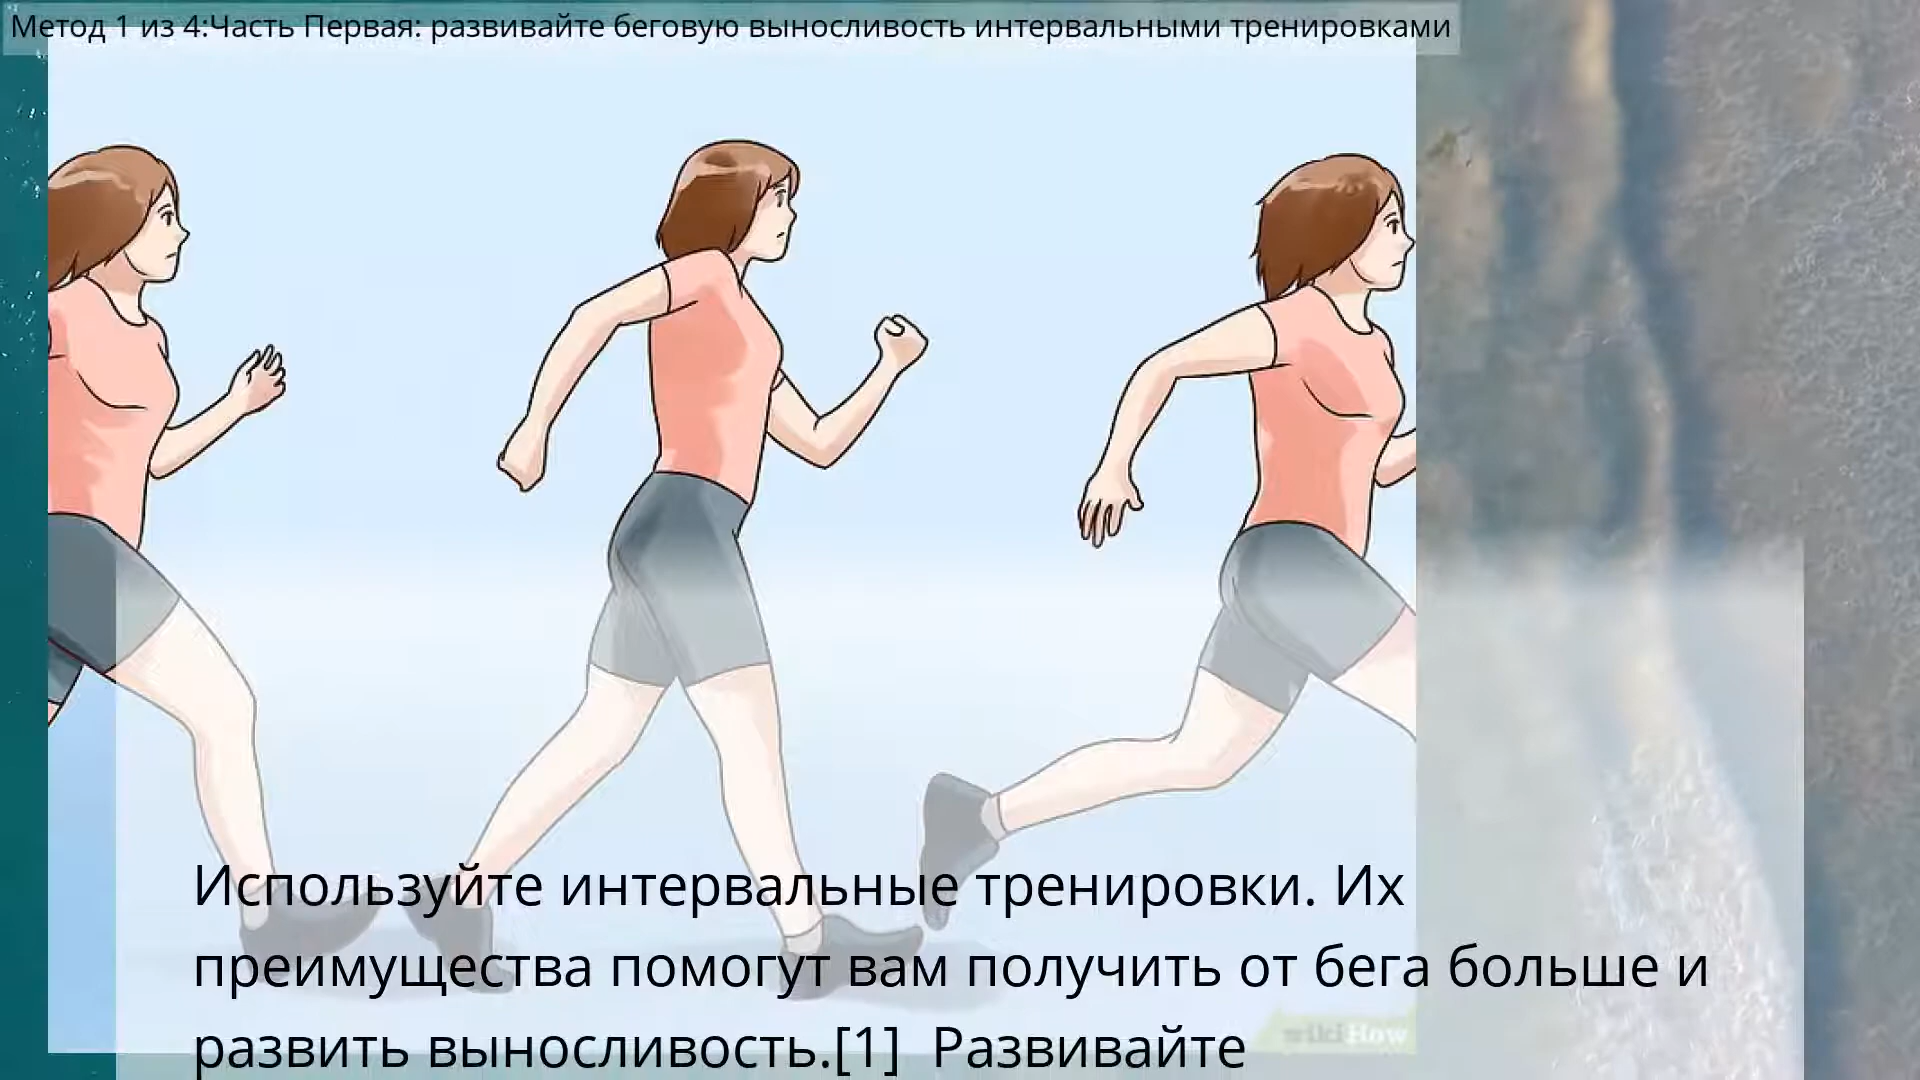 Метод 1 из 4:Часть Первая: развивайте беговую выносливость интервальными тренировками
Используйте интервальные тренировки. Их
преимущества помогут вам получить от бега больше и
развить выносливость.[1]  Развивайте
wikiHow